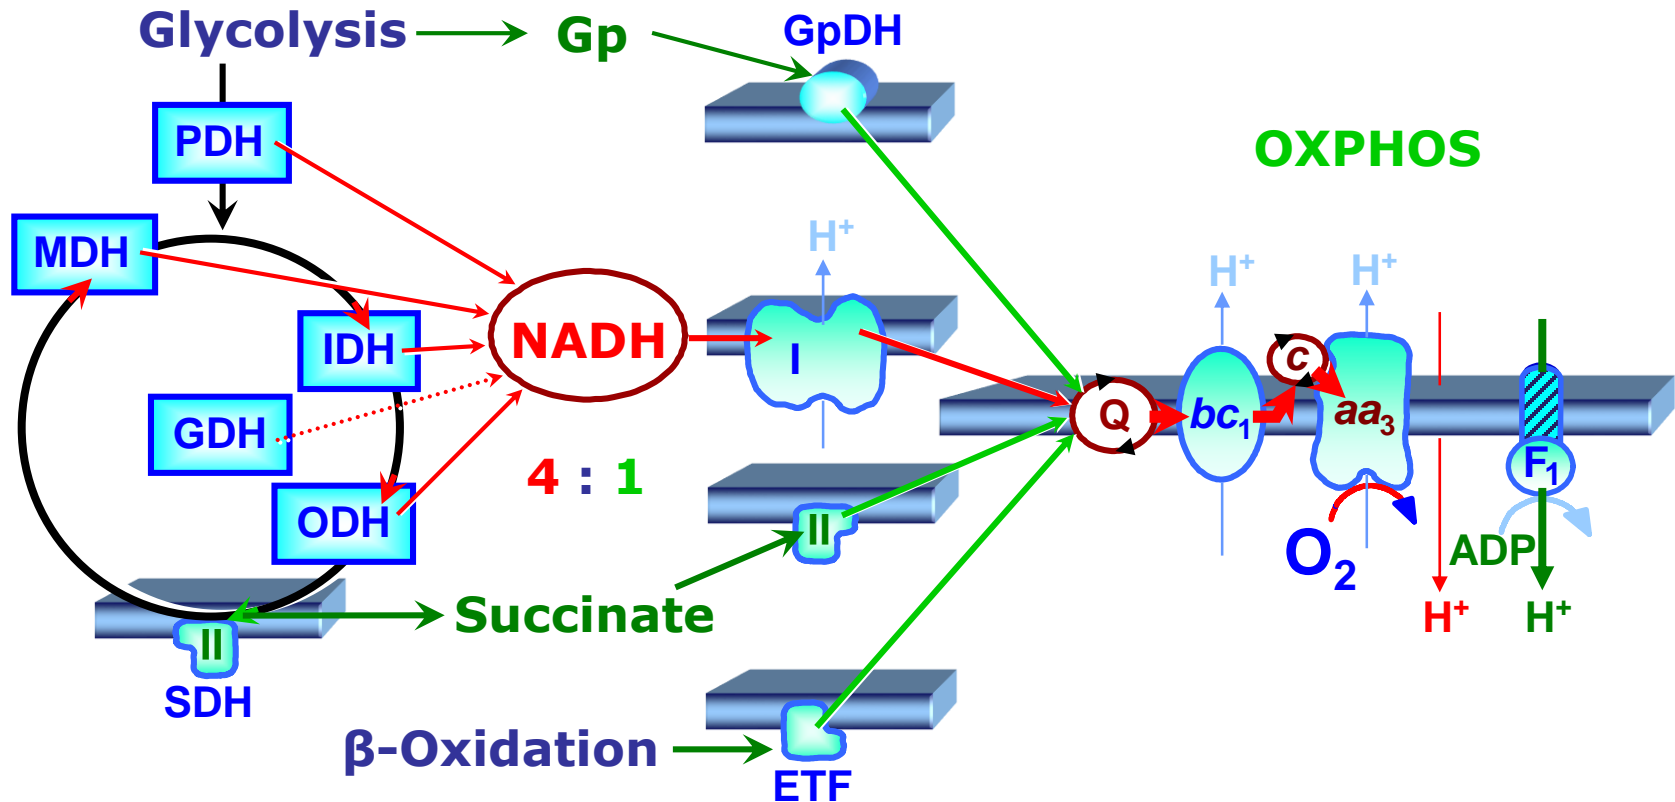 Glycolysis
Gp
GpDH
PDH
OXPHOS
MDH
H+
H+
H+
IDH
NADH
I
c
GDH
Q
bc1
aa3
4 : 1
F1
ODH
II
O2
ADP
Succinate
H+
H+
II
SDH
β-Oxidation
ETF